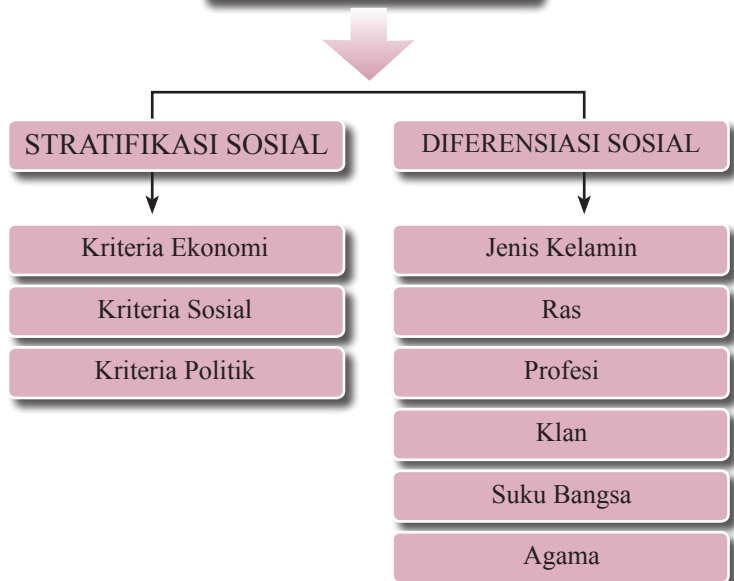 STRATIFIKASI SOSIAL
Kriteria Ekonomi
Kriteria Sosial
Kriteria Politik
DIFERENSIASI SOSIAL
Jenis Kelamin
Ras
Profesi
Klan
Suku Bangsa
Agama